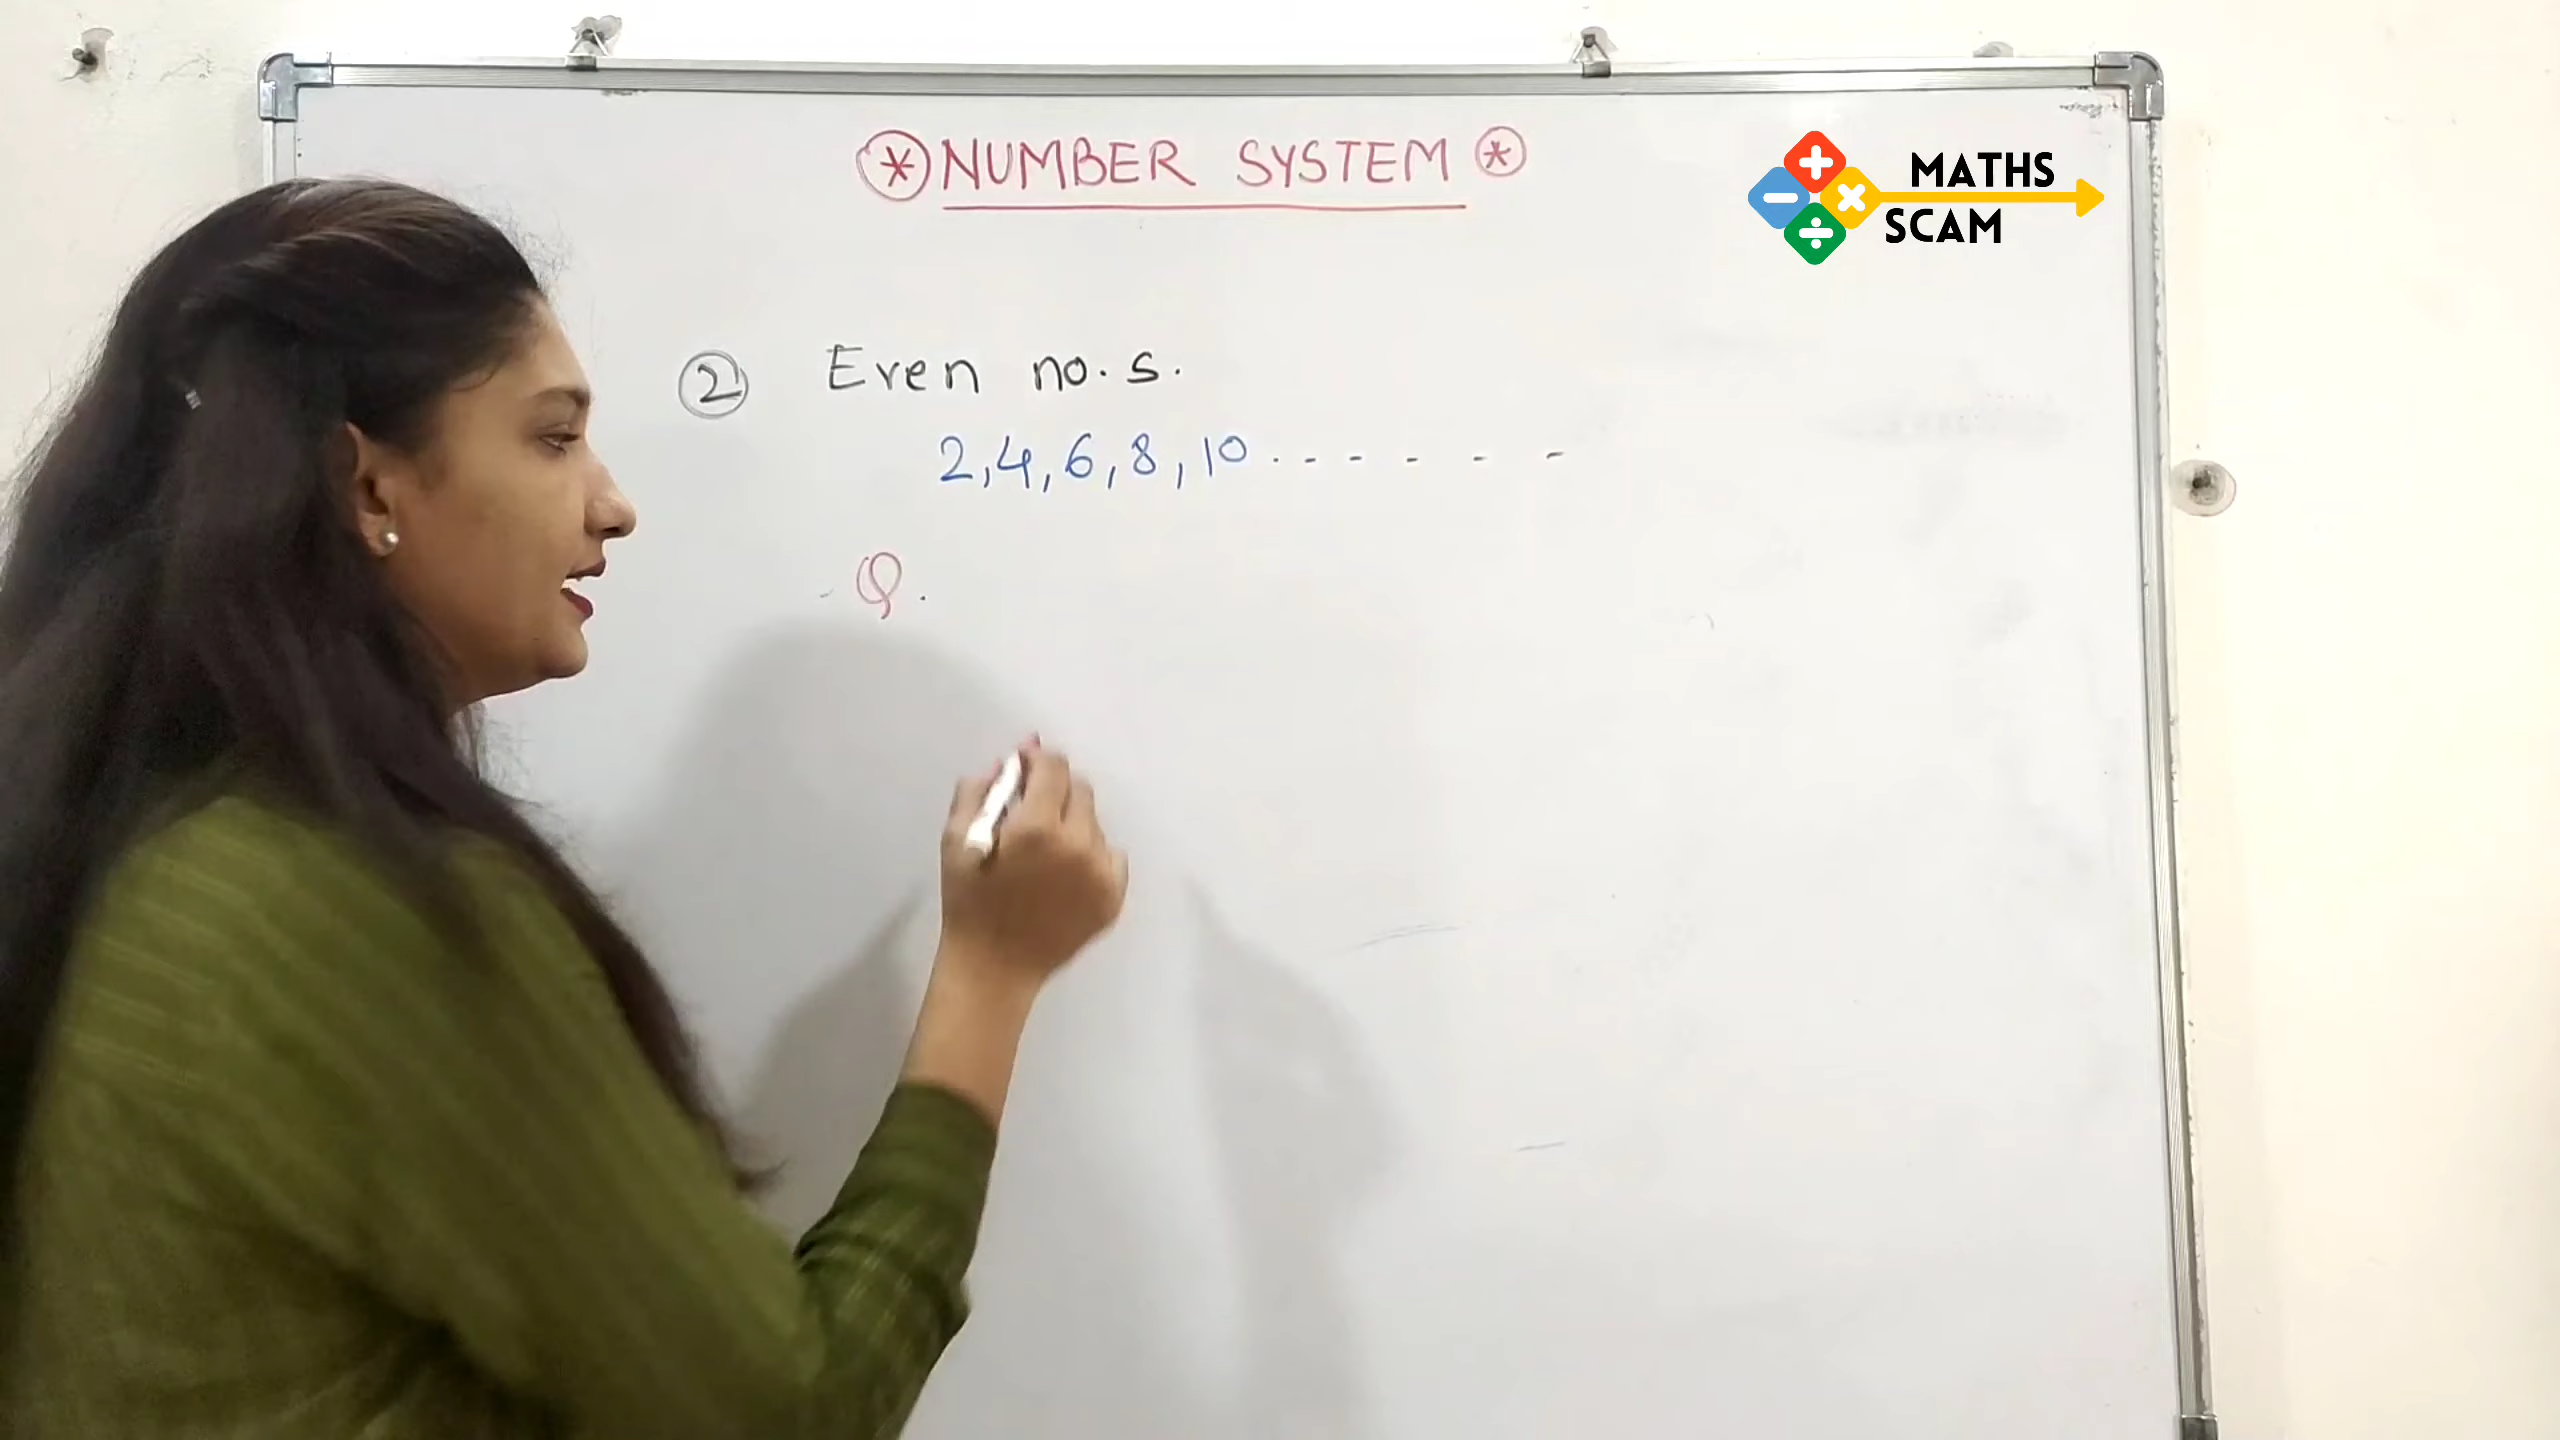 ⊛ NUMBER SYSTEM ⊛
MATHS
SCAM
② Even no.s.
2, 4, 6, 8, 10. - - - - -
Q.